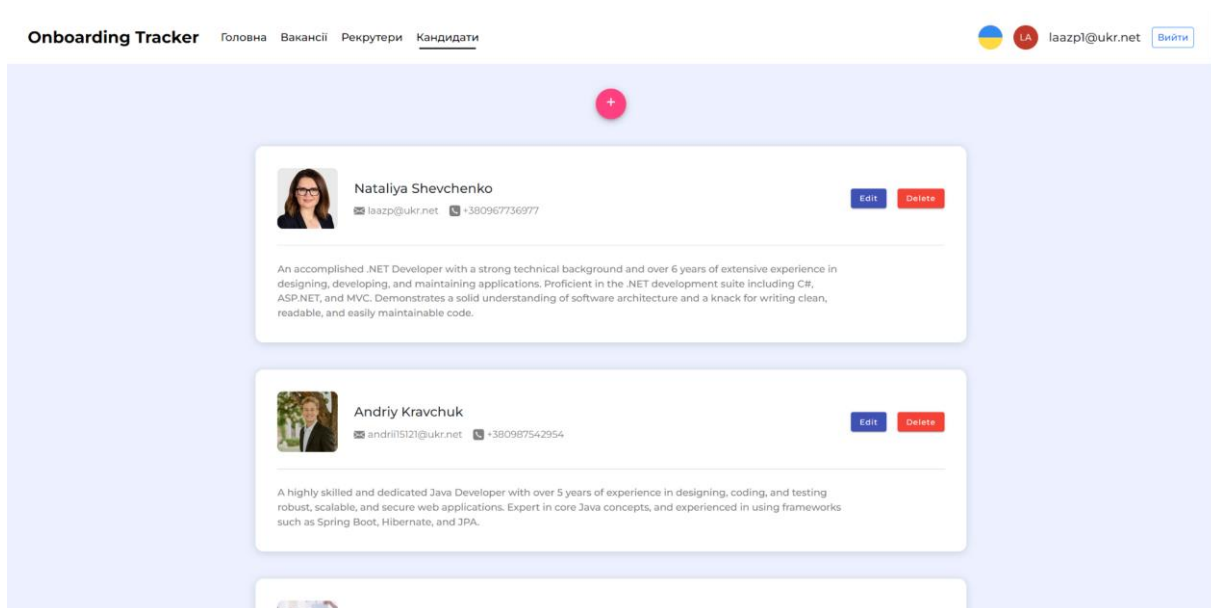 Onboarding Tracker Головна Вакансії Рекрутери Кандидати LA laazp1@ukr.net Вийти
+
Nataliya Shevchenko
laazp@ukr.net +380967736977
Edit Delete
An accomplished .NET Developer with a strong technical background and over 6 years of extensive experience in
designing, developing, and maintaining applications. Proficient in the .NET development suite including C#,
ASP.NET, and MVC. Demonstrates a solid understanding of software architecture and a knack for writing clean,
readable, and easily maintainable code.
Andriy Kravchuk
andrii15121@ukr.net +380987542954
Edit Delete
A highly skilled and dedicated Java Developer with over 5 years of experience in designing, coding, and testing
robust, scalable, and secure web applications. Expert in core Java concepts, and experienced in using frameworks
such as Spring Boot, Hibernate, and JPA.